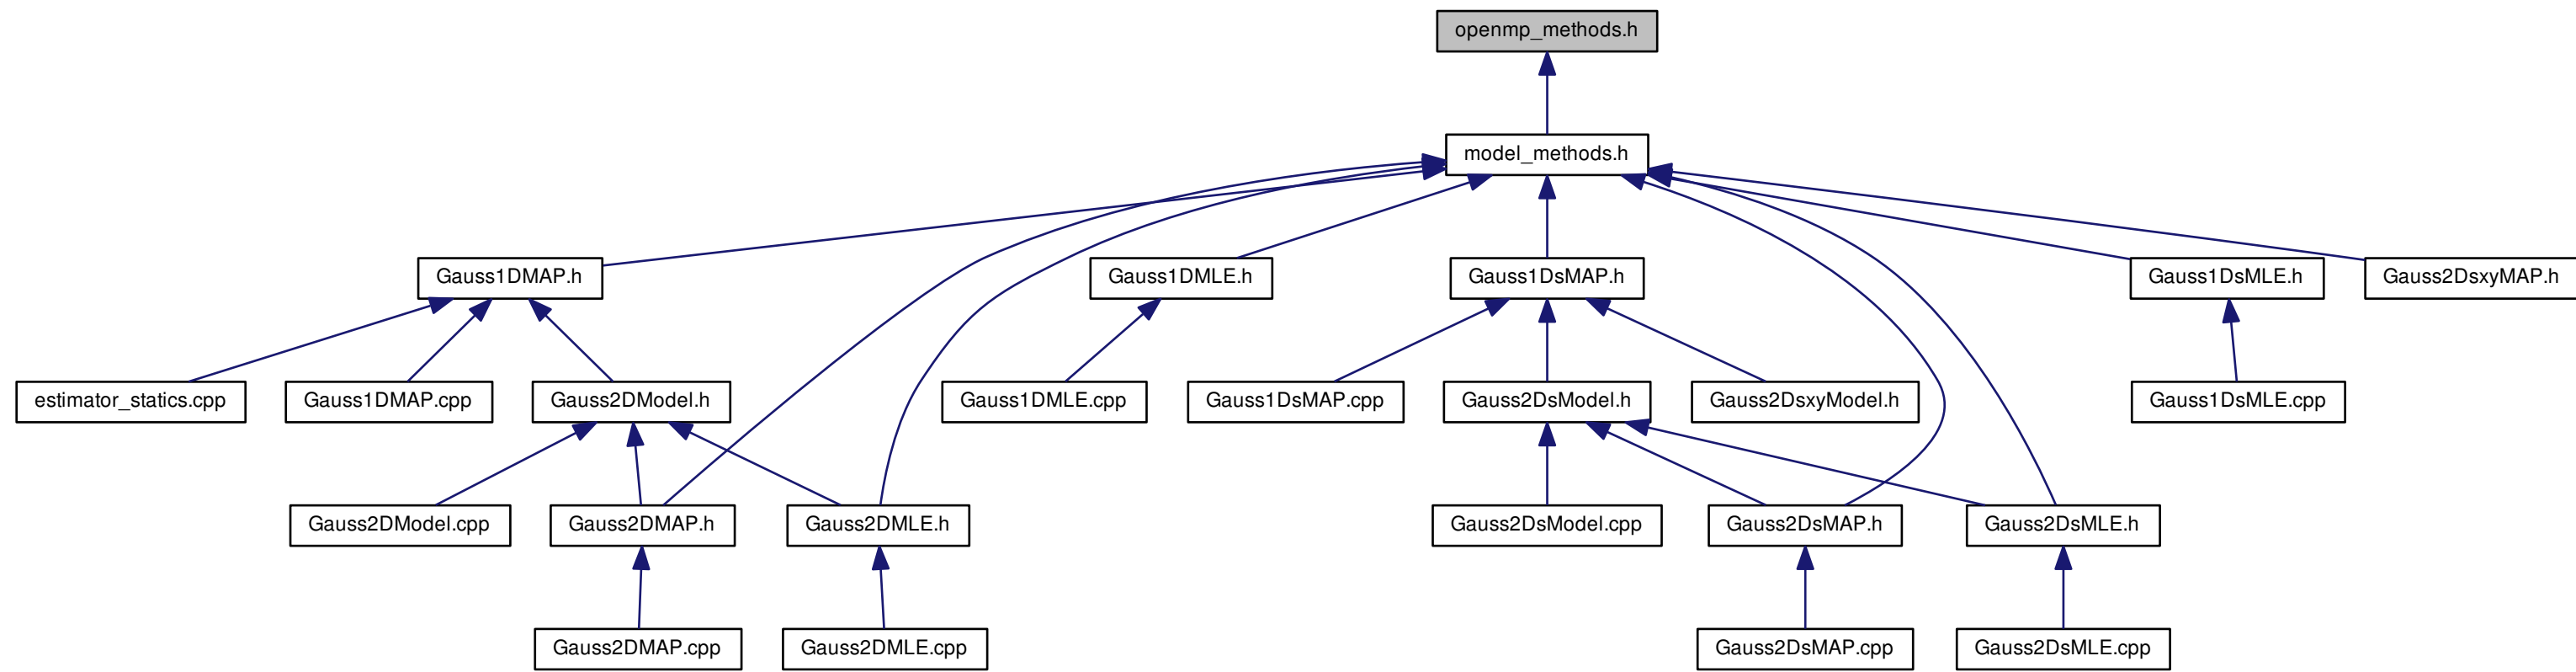 openmp_methods.h
model_methods.h
Gauss1DMAP.h
Gauss1DMLE.h
Gauss1DsMAP.h
Gauss1DsMLE.h
Gauss2DsxyMAP.h
estimator_statics.cpp
Gauss1DMAP.cpp
Gauss2DModel.h
Gauss1DMLE.cpp
Gauss1DsMAP.cpp
Gauss2DsModel.h
Gauss2DsxyModel.h
Gauss1DsMLE.cpp
Gauss2DModel.cpp
Gauss2DMAP.h
Gauss2DMLE.h
Gauss2DsModel.cpp
Gauss2DsMAP.h
Gauss2DsMLE.h
Gauss2DMAP.cpp
Gauss2DMLE.cpp
Gauss2DsMAP.cpp
Gauss2DsMLE.cpp